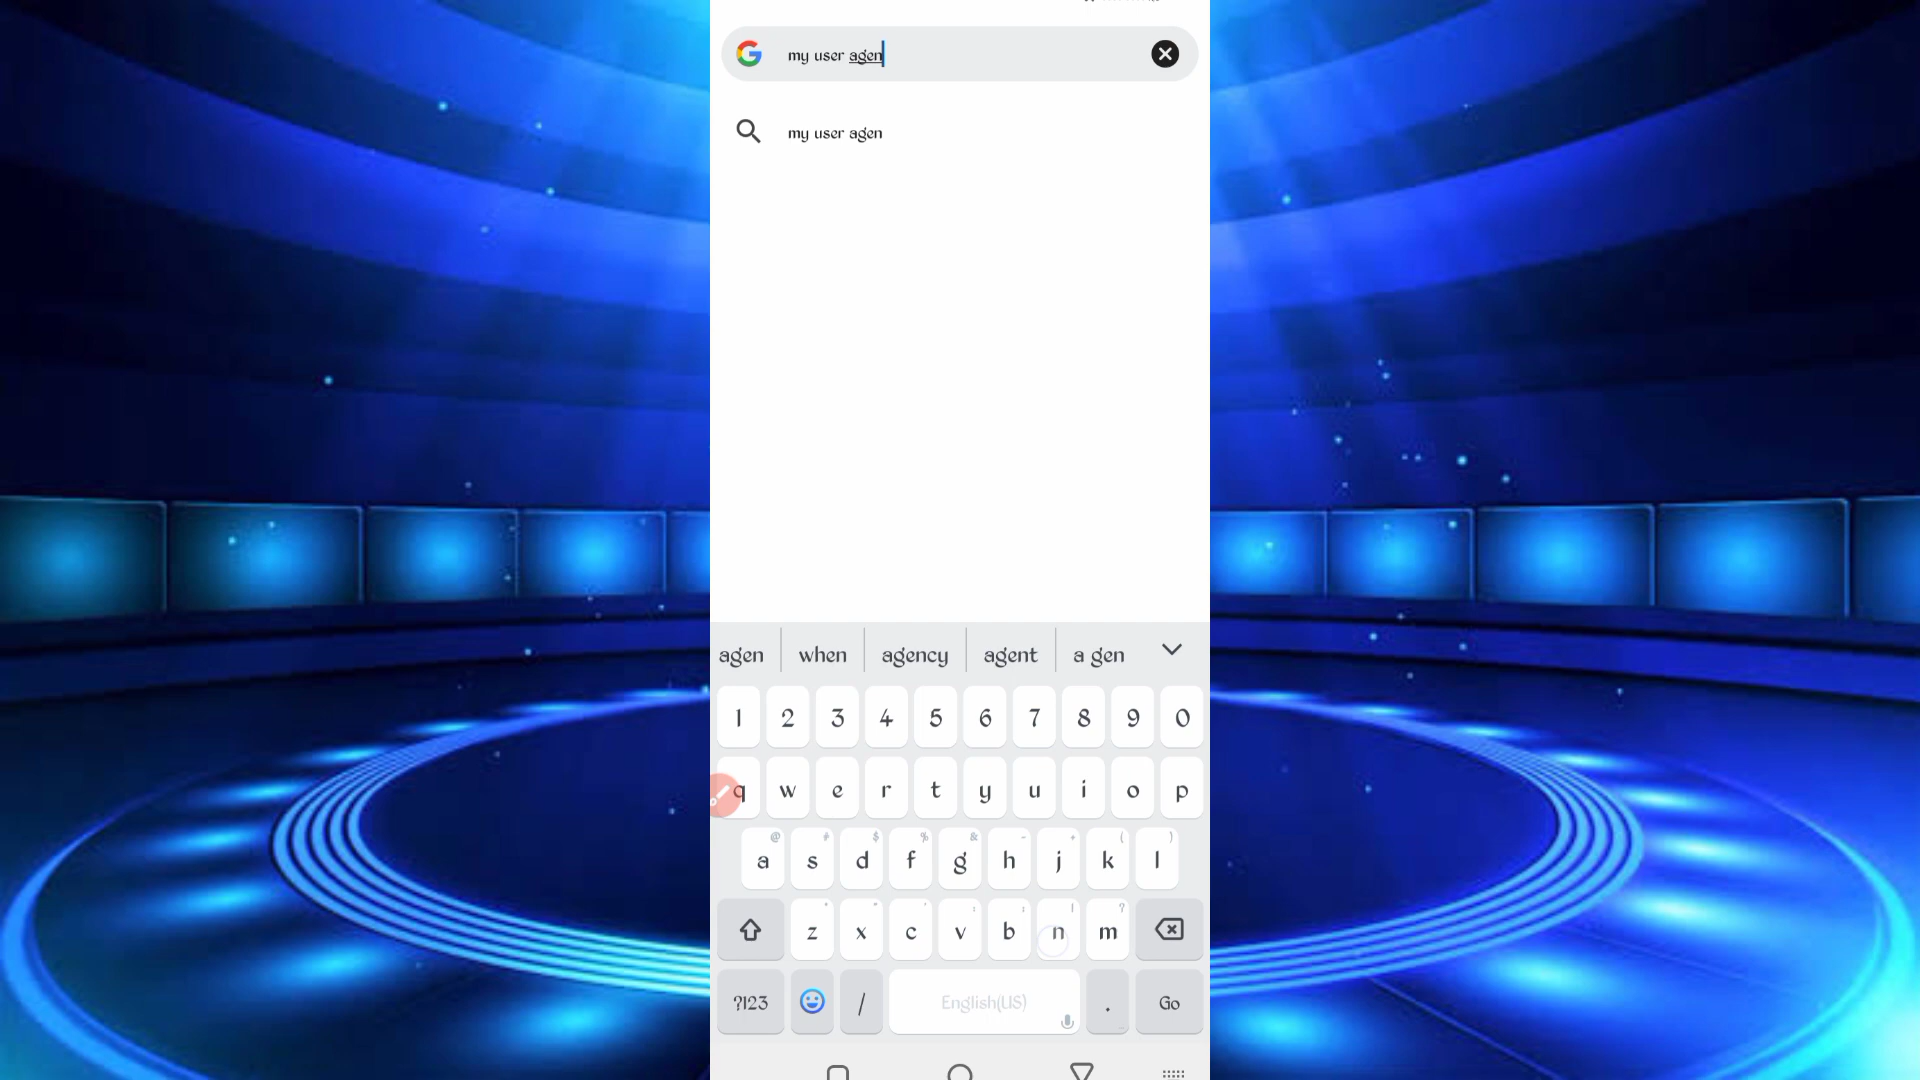 my user agen
my user agen
agen when agency agent a gen
1 2 3 4 5 6 7 8 9 0
q w e r t y u i o p
@ # $ % & - + ( )
a s d f g h j k l
z x c v b n m
?123 / English(US) . Go